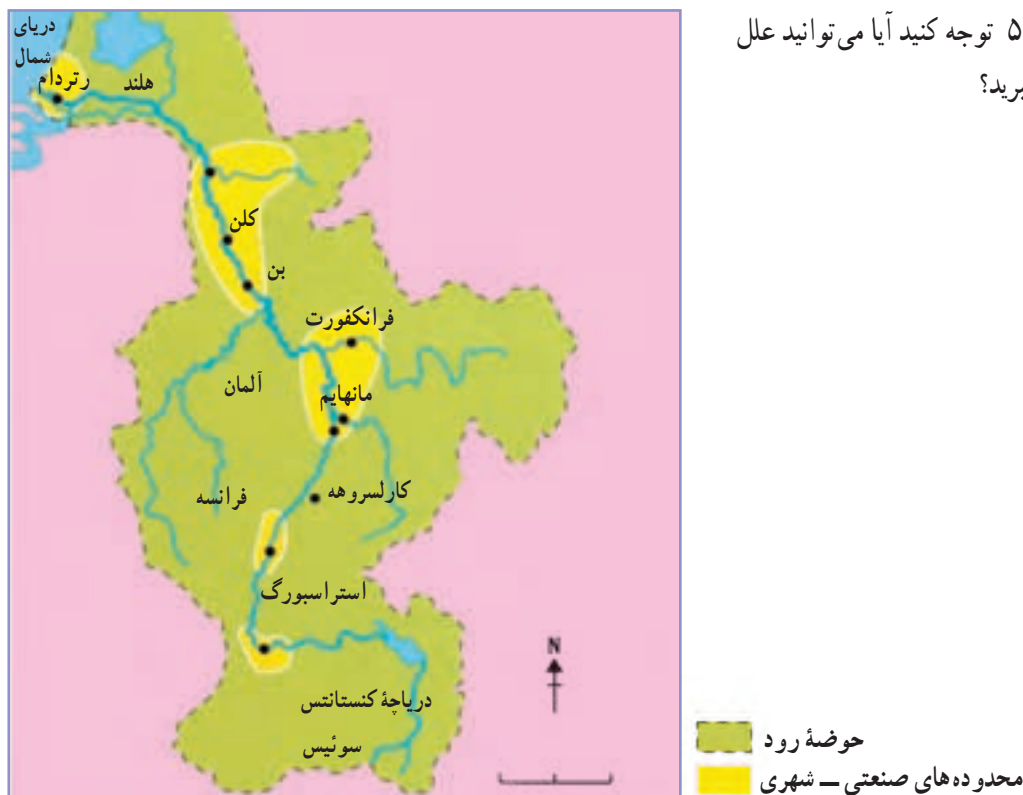 ۵ توجه کنید آیا می‌توانید علل
برید؟
دریای
شمال
رتردام
هلند
کلن
بن
فرانکفورت
آلمان
مانهایم
کارلسروهه
فرانسه
استراسبورگ
N
دریاچهٔ کنستانتس
سوئیس
حوضهٔ رود
محدوده‌های صنعتی ــ شهری